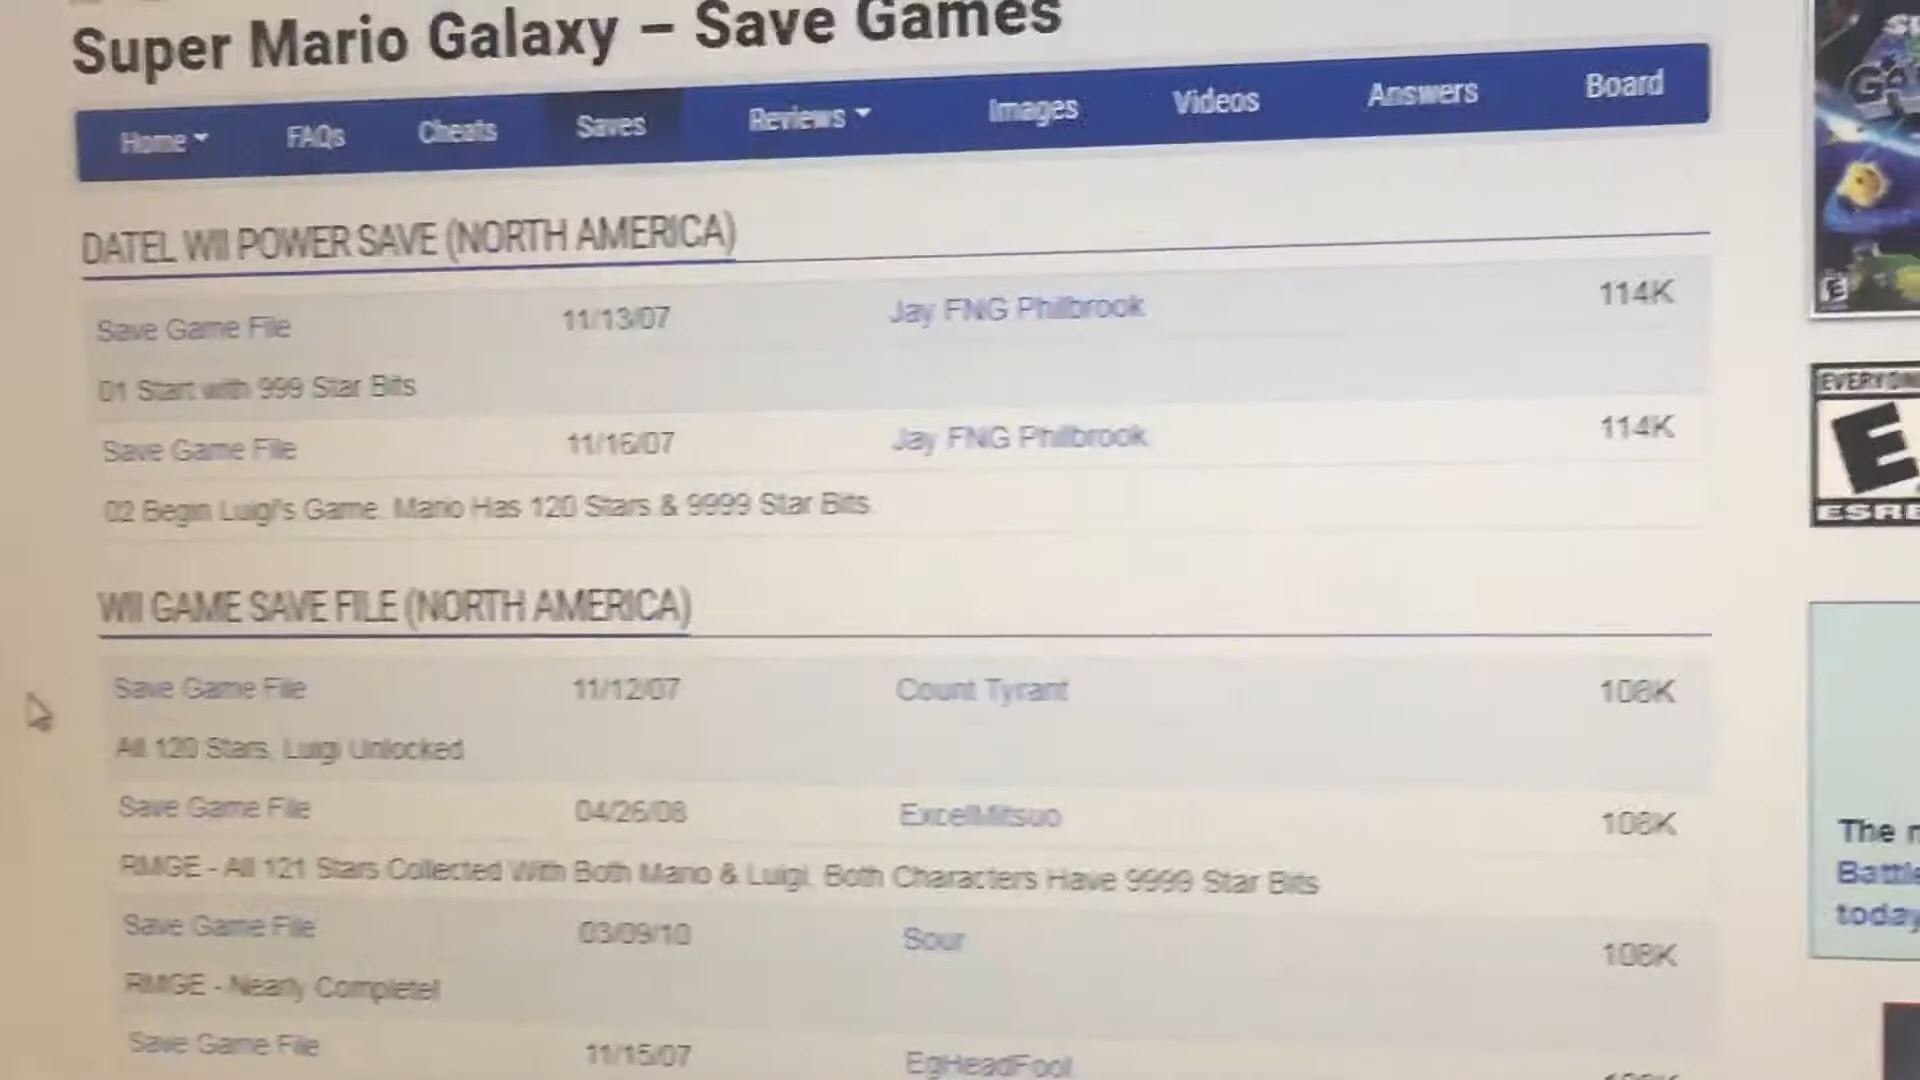 Super Mario Galaxy – Save Games
Home FAQs Cheats Saves Reviews Images Videos Answers Board
DATEL WII POWER SAVE (NORTH AMERICA)
Save Game File 11/13/07 Jay FNG Philbrook 114K
01 Start with 999 Star Bits
Save Game File 11/16/07 Jay FNG Philbrook 114K
02 Begin Luigi's Game. Mario Has 120 Stars & 9999 Star Bits.
WII GAME SAVE FILE (NORTH AMERICA)
Save Game File 11/12/07 Count Tyrant 108K
All 120 Stars, Luigi Unlocked
Save Game File 04/26/08 ExcelMitsuo 108K
RMGE - All 121 Stars Collected With Both Mario & Luigi. Both Characters Have 9999 Star Bits
Save Game File 03/09/10 Sour 108K
RMGE - Nearly Complete!
Save Game File 11/15/07 EgHeadFool
EVERYON
E
ESRB
The
Battle
today